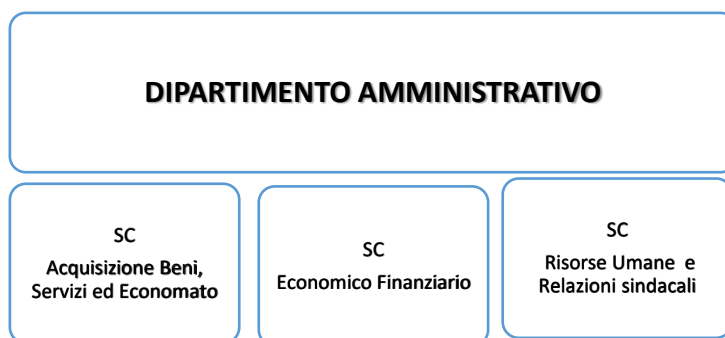 DIPARTIMENTO AMMINISTRATIVO
SC
Acquisizione Beni,
Servizi ed Economato
SC
Economico Finanziario
SC
Risorse Umane e
Relazioni sindacali